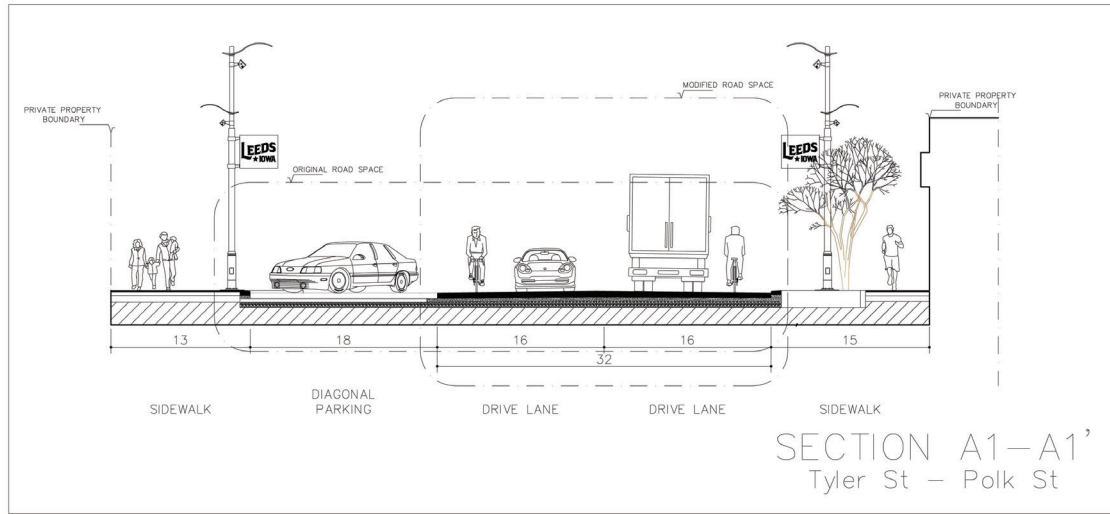 PRIVATE PROPERTY
BOUNDARY
LEEDS
★ IOWA
ORIGINAL ROAD SPACE
MODIFIED ROAD SPACE
LEEDS
★ IOWA
PRIVATE PROPERTY
BOUNDARY
13
18
16
16
15
32
SIDEWALK
DIAGONAL
PARKING
DRIVE LANE
DRIVE LANE
SIDEWALK
SECTION A1-A1'
Tyler St - Polk St